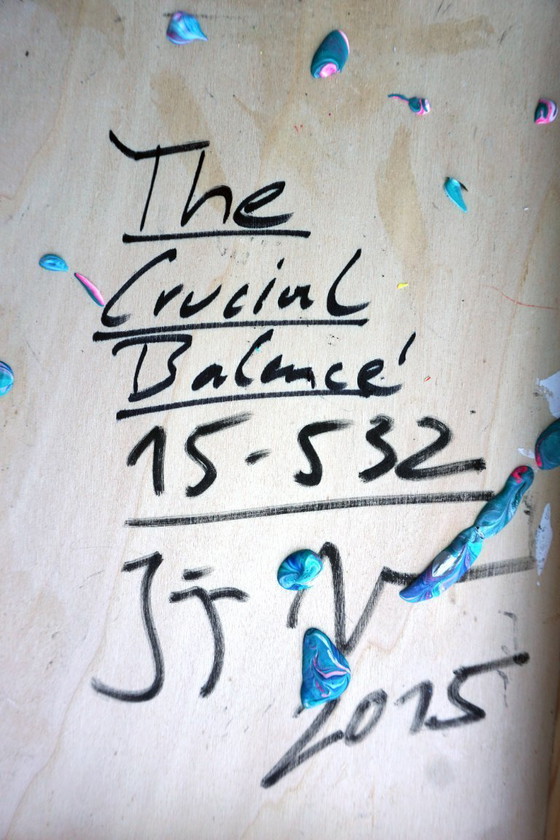 The
Crucial
Balance'
15-532
2015